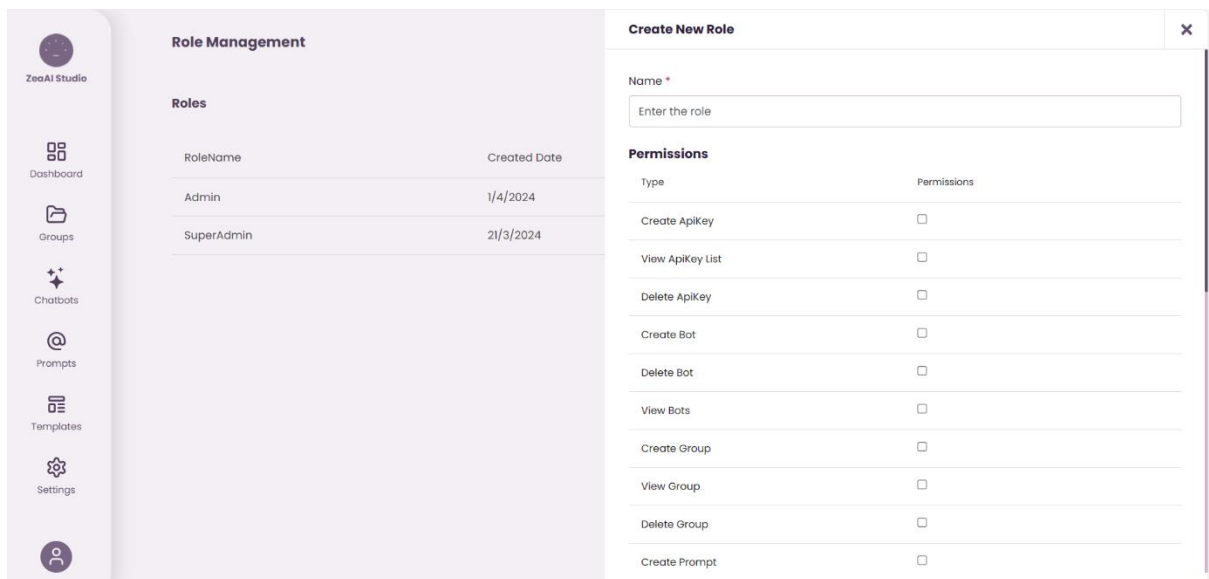 ZeaAI Studio
Dashboard
Groups
Chatbots
Prompts
Templates
Settings
Role Management
Roles
RoleName Created Date
Admin 1/4/2024
SuperAdmin 21/3/2024
Create New Role
Name *
Enter the role
Permissions
Type Permissions
Create ApiKey
View ApiKey List
Delete ApiKey
Create Bot
Delete Bot
View Bots
Create Group
View Group
Delete Group
Create Prompt